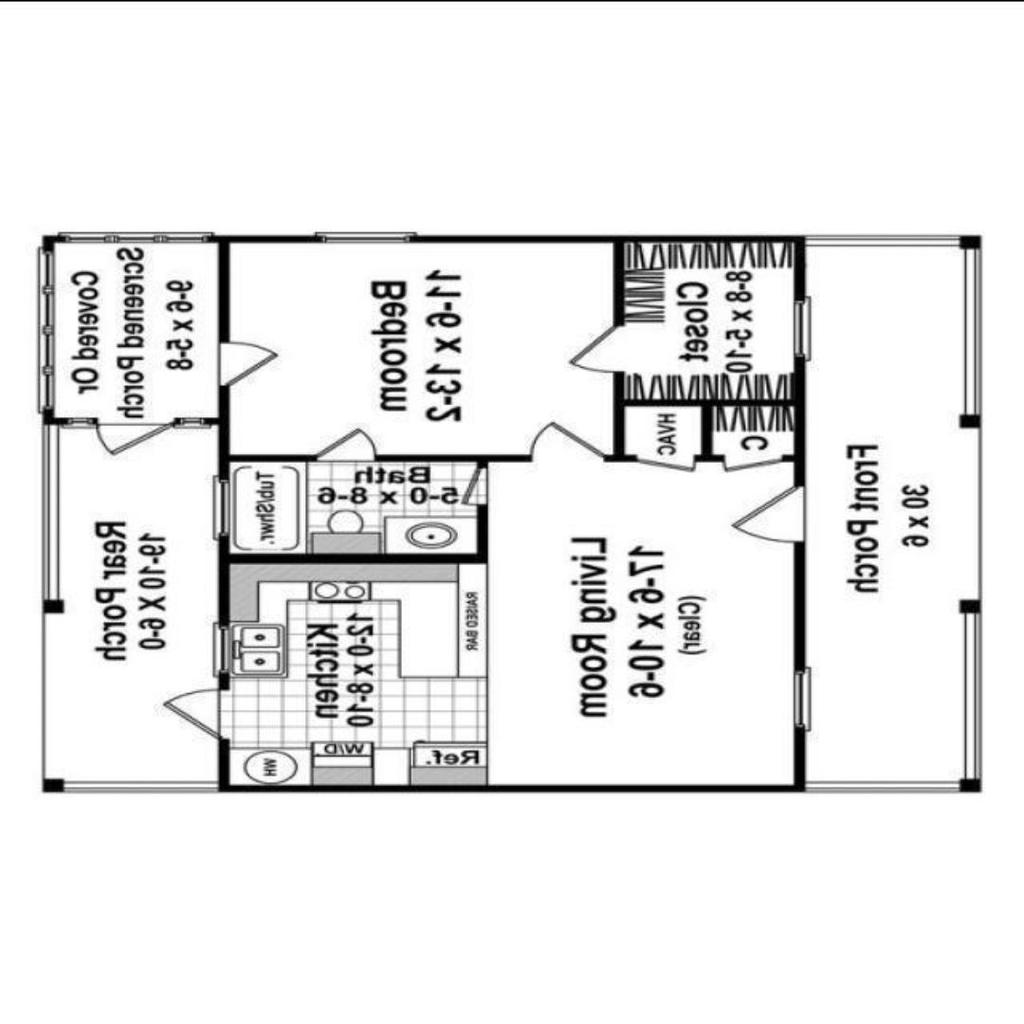 Covered Or
Screened Porch
9-6 x 5-8
Bedroom
11-6 x 13-2
Closet
8-8 x 5-10
HVAC
C
Bath
5-0 x 8-6
Tub/Shwr.
Rear Porch
19-10 X 6-0
Kitchen
12-0 x 8-10
RAISED BAR
W/D.
Ref.
WH
Living Room
17-6 x 10-6
(Clear)
Front Porch
30 x 6